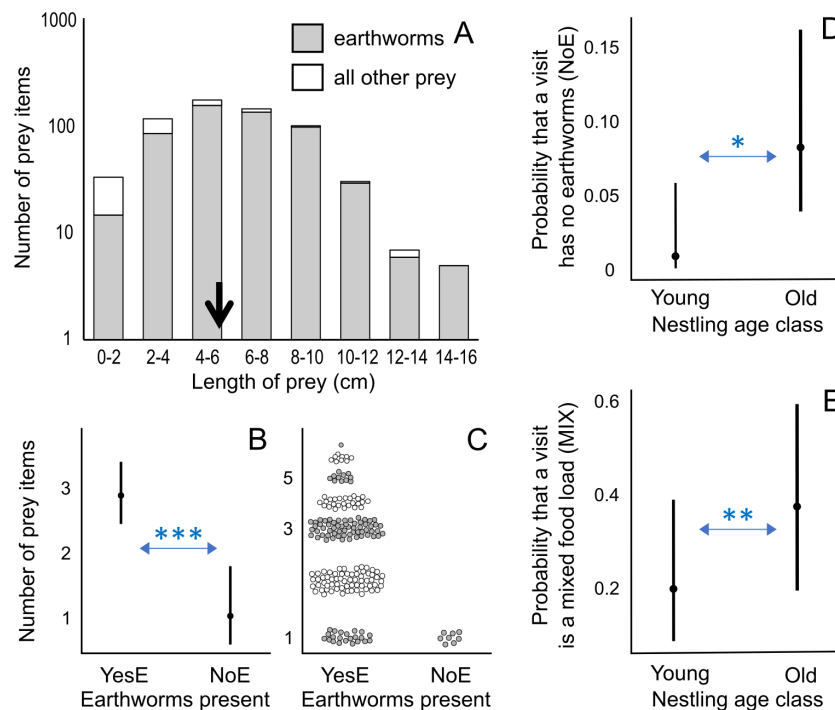 A
earthworms
all other prey
Number of prey items
1000
100
10
1
0-2 2-4 4-6 6-8 8-10 10-12 12-14 14-16
Length of prey (cm)
B
Number of prey items
3
2
1
***
YesE NoE
Earthworms present
C
5
3
1
YesE NoE
Earthworms present
D
Probability that a visit
has no earthworms (NoE)
0.15
0.10
0.05
0
*
Young Old
Nestling age class
E
Probability that a visit
is a mixed food load (MIX)
0.6
0.4
0.2
**
Young Old
Nestling age class